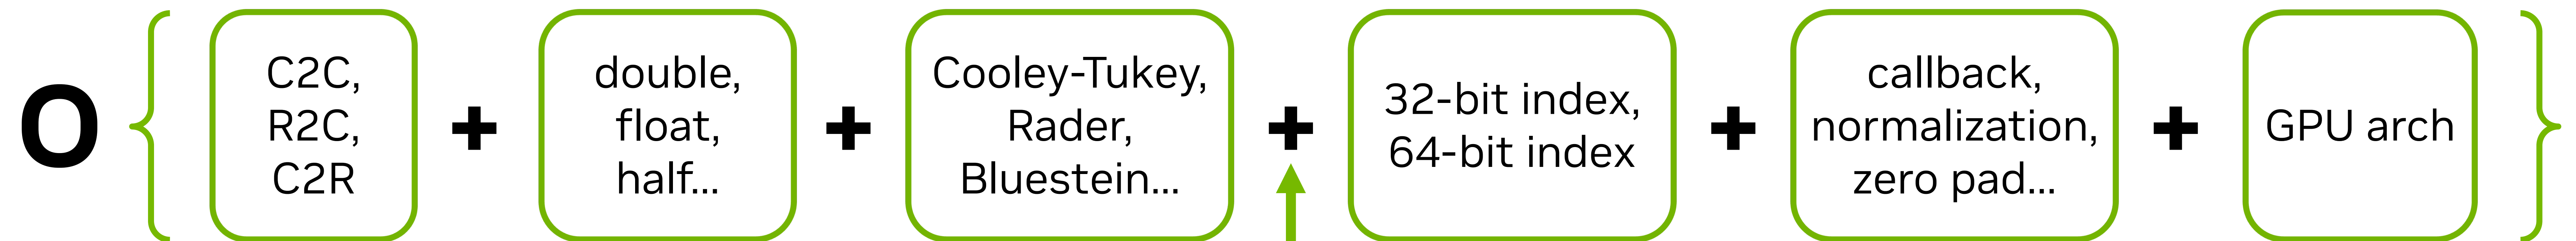 O { C2C, R2C, C2R + double, float, half... + Cooley-Tukey, Rader, Bluestein... + 32-bit index, 64-bit index + callback, normalization, zero pad... + GPU arch }